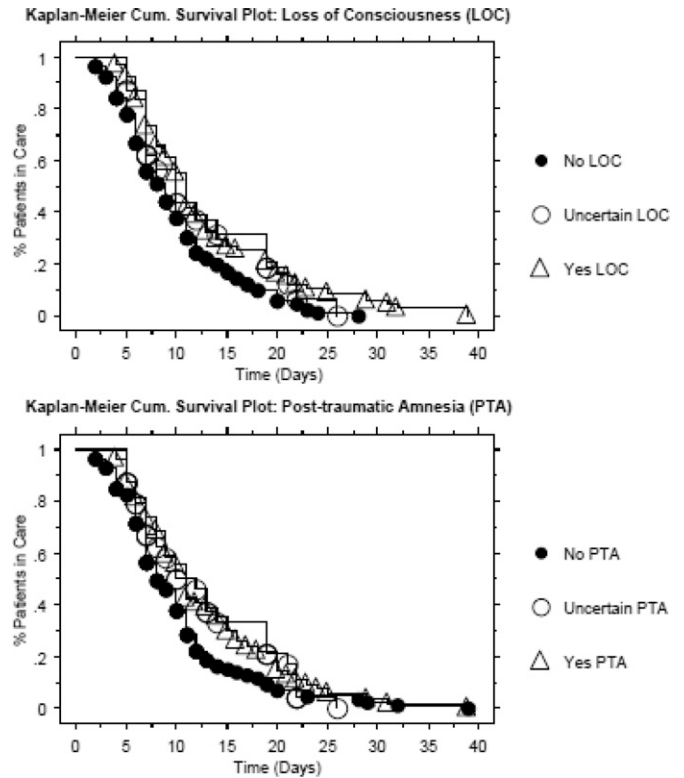 Kaplan-Meier Cum. Survival Plot: Loss of Consciousness (LOC)
1
.8
.6
.4
.2
0
% Patients in Care
0 5 10 15 20 25 30 35 40
Time (Days)
No LOC
Uncertain LOC
Yes LOC
Kaplan-Meier Cum. Survival Plot: Post-traumatic Amnesia (PTA)
1
.8
.6
.4
.2
0
% Patients in Care
0 5 10 15 20 25 30 35 40
Time (Days)
No PTA
Uncertain PTA
Yes PTA